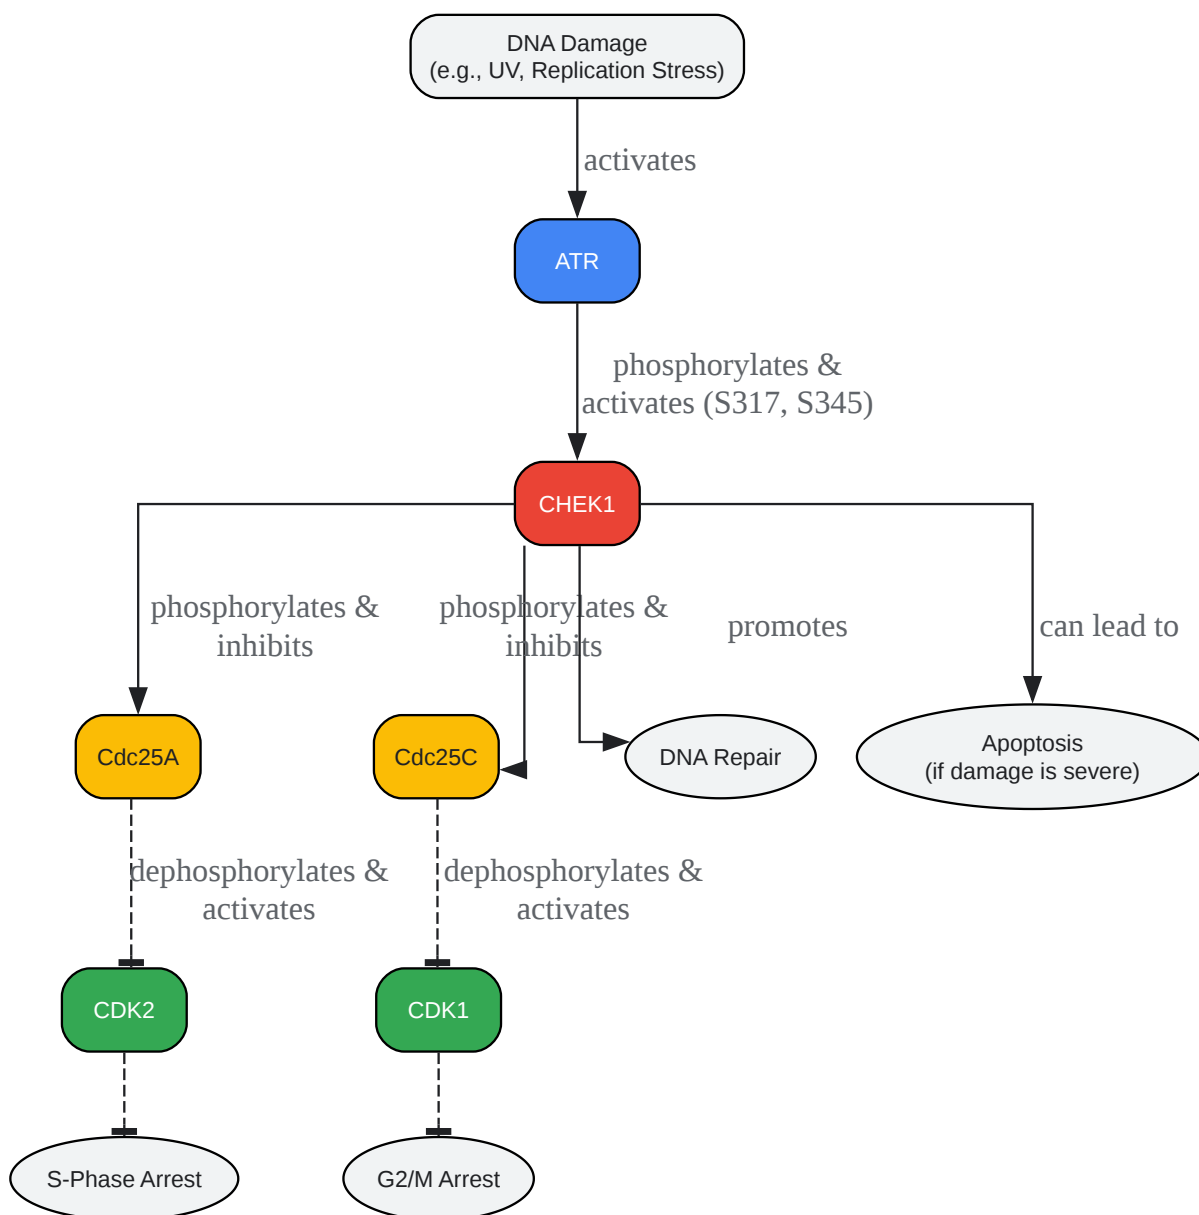 DNA Damage
(e.g., UV, Replication Stress)
activates
ATR
phosphorylates &
activates (S317, S345)
CHEK1
phosphorylates &
inhibits
phosphorylates &
inhibits
promotes
can lead to
Cdc25A
Cdc25C
DNA Repair
Apoptosis
(if damage is severe)
dephosphorylates &
activates
dephosphorylates &
activates
CDK2
CDK1
S-Phase Arrest
G2/M Arrest